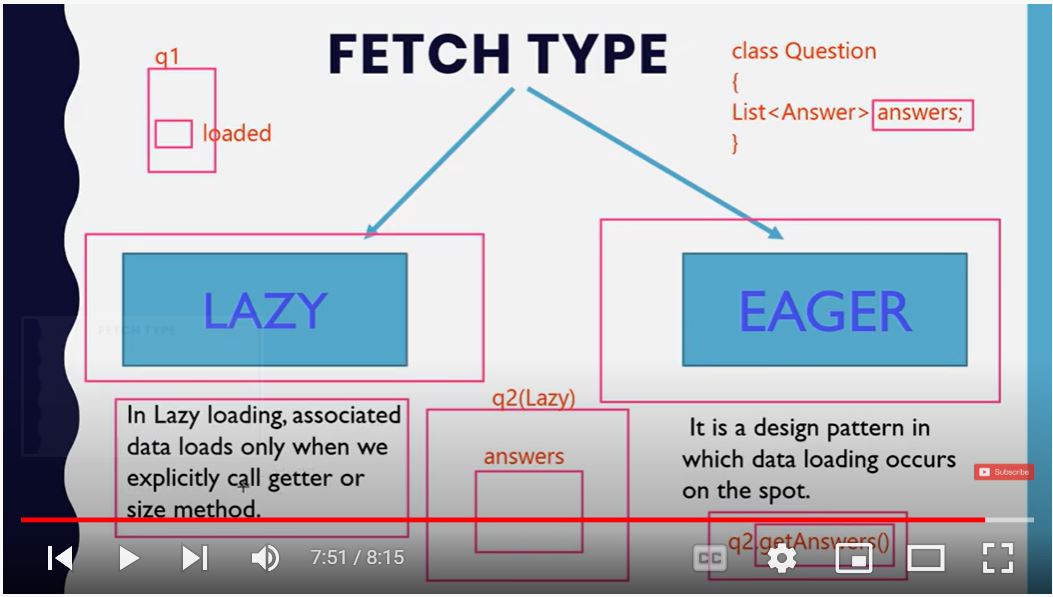 FETCH TYPE
q1
loaded
class Question
{
List<Answer> answers;
}
LAZY
EAGER
FETCH TYPE
In Lazy loading, associated
data loads only when we
explicitly call getter or
size method.
q2(Lazy)
answers
It is a design pattern in
which data loading occurs
on the spot.
Subscribe
q2.getAnswers()
7:51 / 8:15
CC